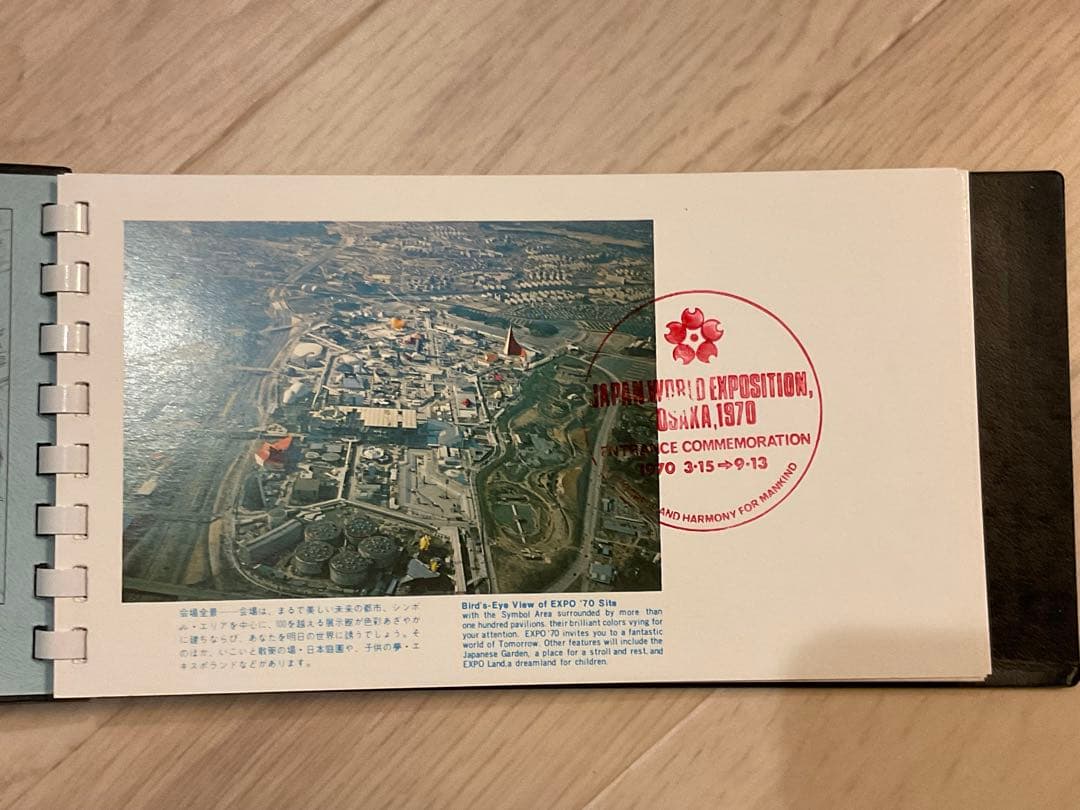 JAPAN WORLD EXPOSITION,
OSAKA, 1970
ENTRANCE COMMEMORATION
1970 3·15⇒9·13
AND HARMONY FOR MANKIND
会場全景——会場は、まるで美しい未来の都市、シンボ
ル・エリアを中心に、100を越える展示館が色彩あざやか
に建ちならび、あなたを明日の世界に誘うでしょう。そ
のほか、いこいと散策の場・日本庭園や、子供の夢・エ
キスポランドなどがあります。
Bird's-Eye View of EXPO '70 Site
with the Symbol Area surrounded by more than
one hundred pavilions, their brilliant colors vying for
your attention. EXPO '70 invites you to a fantastic
world of Tomorrow. Other features will include the
Japanese Garden, a place for a stroll and rest, and
EXPO Land, a dreamland for children.